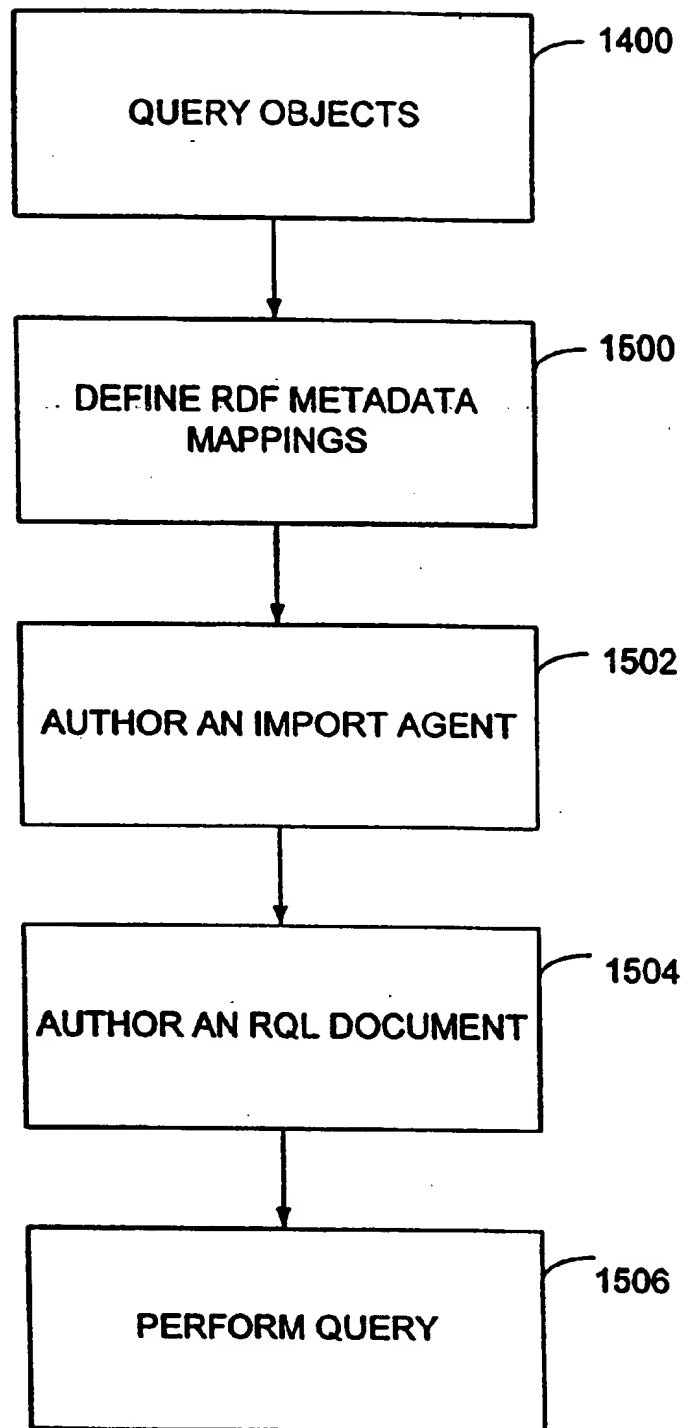 1400
QUERY OBJECTS
1500
DEFINE RDF METADATA
MAPPINGS
1502
AUTHOR AN IMPORT AGENT
1504
AUTHOR AN RQL DOCUMENT
1506
PERFORM QUERY